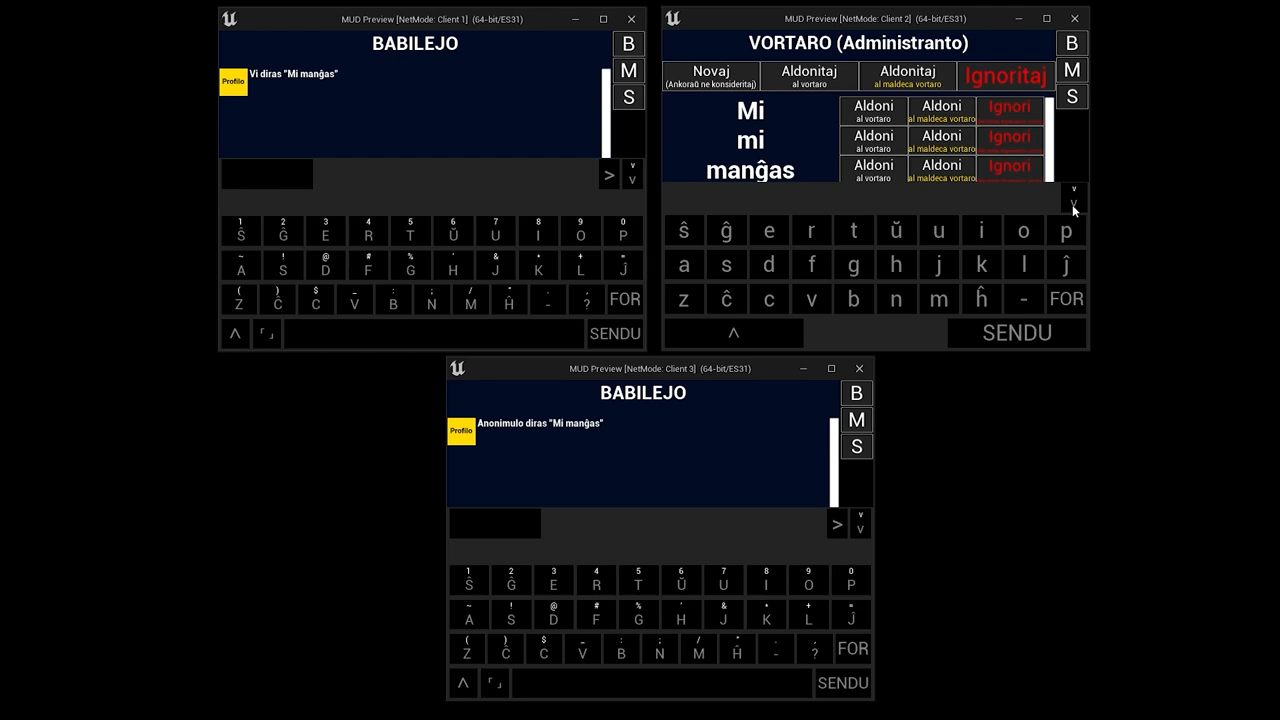 MUD Preview [NetMode: Client 1] (64-bit/ES31)
BABILEJO
B
M
S
Profilo
Vi diras "Mi manĝas"
>
v
v
1 2 3 4 5 6 7 8 9 0
Ŝ Ĝ E R T Ŭ U I O P
~ ! @ # % ' & * + =
A S D F G H J K L Ĵ
( ) $ _ : ; / " . ,
Z Ĉ C V B N M Ĥ - ? FOR
^ 「」 SENDU
MUD Preview [NetMode: Client 2] (64-bit/ES31)
VORTARO (Administranto)
B
M
S
Novaj Aldonitaj Aldonitaj Ignoritaj
(Ankoraŭ ne konsideritaj) al vortaro al maldeca vortaro
Mi Aldoni Aldoni Ignori
al vortaro al maldeca vortaro
mi Aldoni Aldoni Ignori
al vortaro al maldeca vortaro
manĝas Aldoni Aldoni Ignori
al vortaro al maldeca vortaro
v
v
ŝ ĝ e r t ŭ u i o p
a s d f g h j k l ĵ
z ĉ c v b n m ĥ - FOR
^ SENDU
MUD Preview [NetMode: Client 3] (64-bit/ES31)
BABILEJO
B
M
S
Profilo
Anonimulo diras "Mi manĝas"
>
v
v
1 2 3 4 5 6 7 8 9 0
Ŝ Ĝ E R T Ŭ U I O P
~ ! @ # % ' & * + =
A S D F G H J K L Ĵ
( ) $ _ : ; / " . ,
Z Ĉ C V B N M Ĥ - ? FOR
^ 「」 SENDU